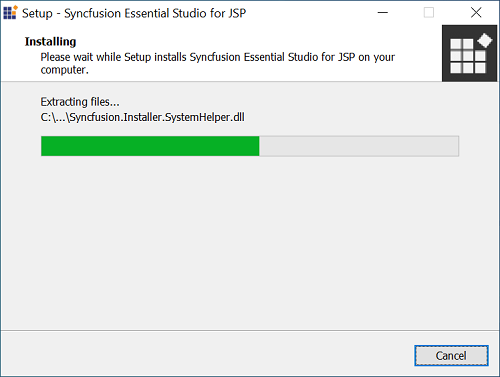 Setup - Syncfusion Essential Studio for JSP
Installing
Please wait while Setup installs Syncfusion Essential Studio for JSP on your
computer.
Extracting files...
C:\...\Syncfusion.Installer.SystemHelper.dll
Cancel